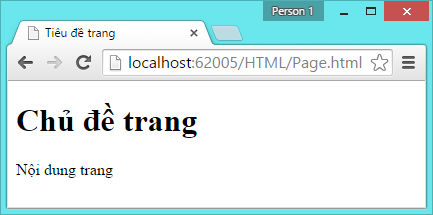 Person 1
Tiêu đề trang
localhost:62005/HTML/Page.html
Chủ đề trang
Nội dung trang